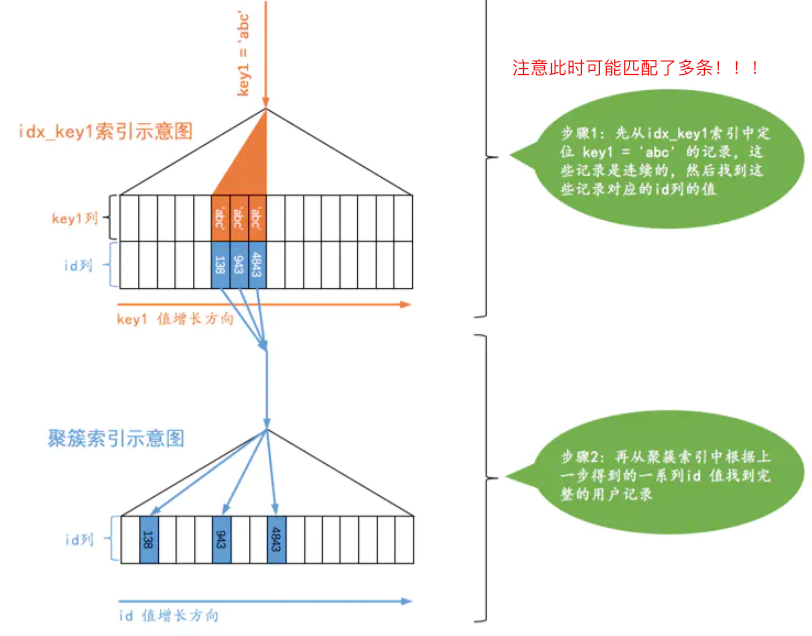 key1 = 'abc'
注意此时可能匹配了多条！！！
idx_key1索引示意图
步骤1：先从idx_key1索引中定
位 key1 = 'abc' 的记录，这
些记录是连续的，然后找到这
些记录对应的id列的值
key1列
'abc' 'abc' 'abc'
id列
138 943 4843
key1 值增长方向
聚簇索引示意图
步骤2：再从聚簇索引中根据上
一步得到的一系列id 值找到完
整的用户记录
id列
138 943 4843
id 值增长方向